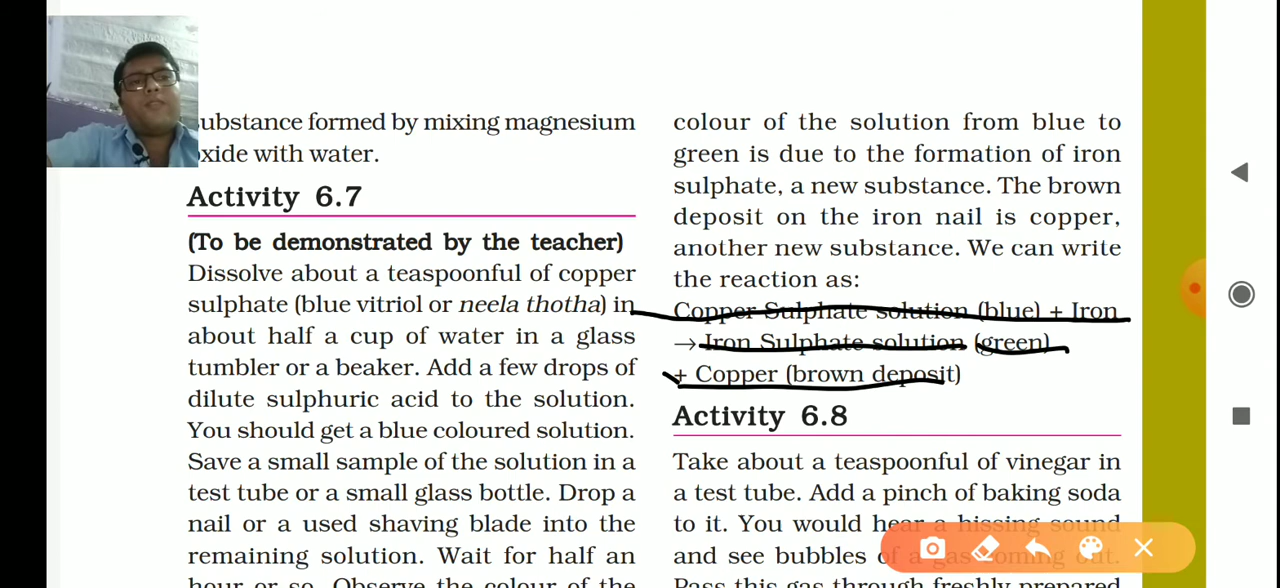 substance formed by mixing magnesium
oxide with water.
Activity 6.7
(To be demonstrated by the teacher)
Dissolve about a teaspoonful of copper
sulphate (blue vitriol or neela thotha) in
about half a cup of water in a glass
tumbler or a beaker. Add a few drops of
dilute sulphuric acid to the solution.
You should get a blue coloured solution.
Save a small sample of the solution in a
test tube or a small glass bottle. Drop a
nail or a used shaving blade into the
remaining solution. Wait for half an
hour or so. Observe the colour of the
colour of the solution from blue to
green is due to the formation of iron
sulphate, a new substance. The brown
deposit on the iron nail is copper,
another new substance. We can write
the reaction as:
Copper Sulphate solution (blue) + Iron
→ Iron Sulphate solution (green)
+ Copper (brown deposit)
Activity 6.8
Take about a teaspoonful of vinegar in
a test tube. Add a pinch of baking soda
to it. You would hear a hissing sound
and see bubbles of a gas coming out.
Pass this gas through freshly prepared